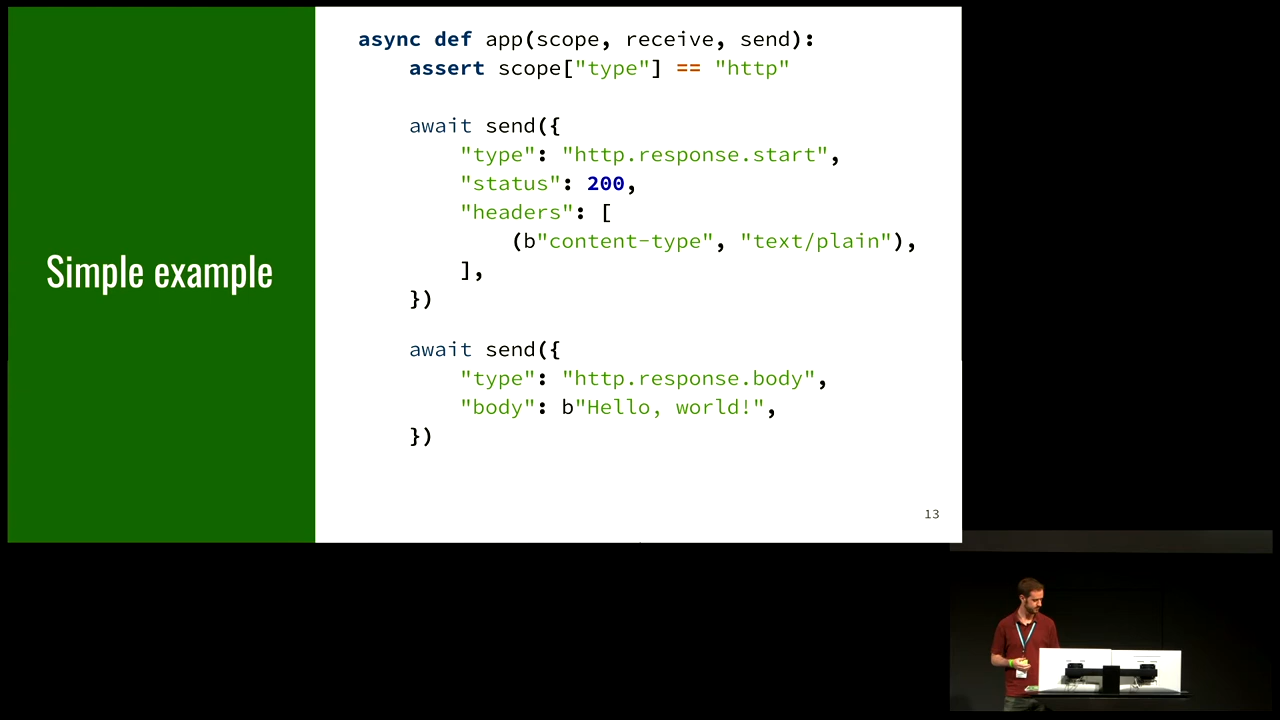 Simple example
async def app(scope, receive, send):
    assert scope["type"] == "http"
    await send({
        "type": "http.response.start",
        "status": 200,
        "headers": [
            (b"content-type", "text/plain"),
        ],
    })
    await send({
        "type": "http.response.body",
        "body": b"Hello, world!",
    })
13